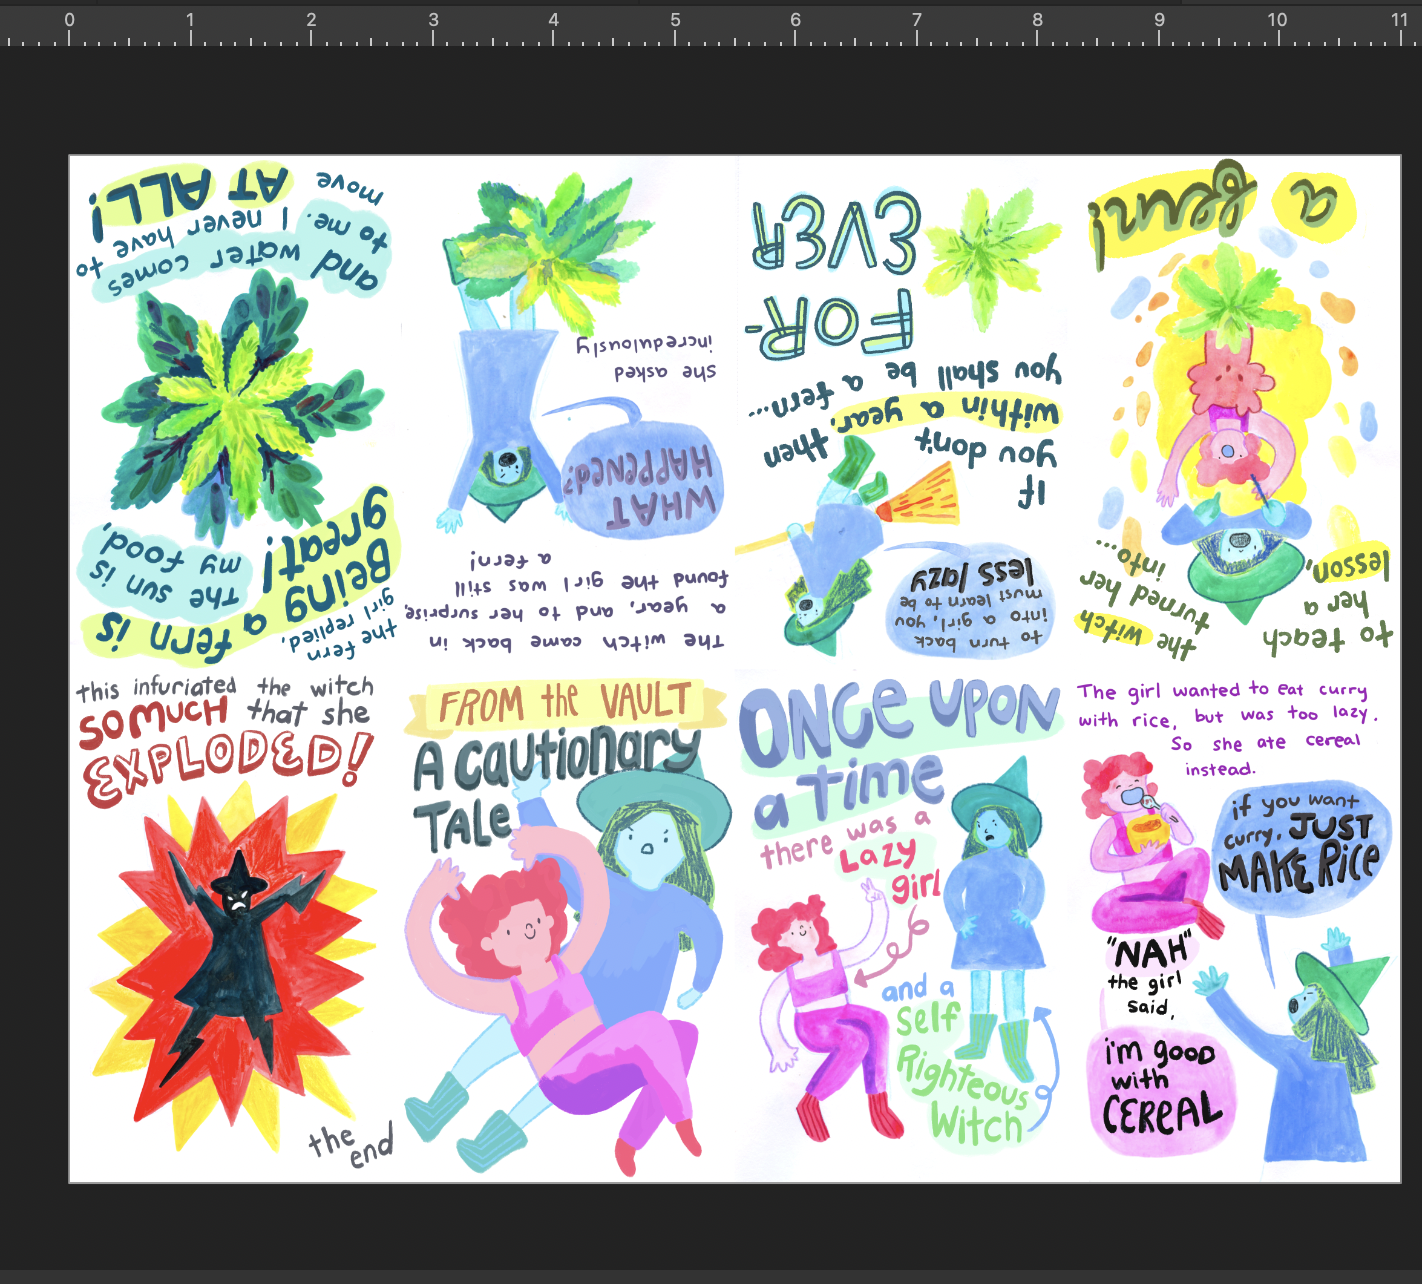 0 1 2 3 4 5 6 7 8 9 10 11
FROM the VAULT
A cautionary
TALE
ONCE UPON
a TIME
there was a
Lazy
girl
and a
Self
Righteous
Witch
The girl wanted to eat curry
with rice, but was too lazy.
So she ate cereal
instead.
if you want
curry, JUST
MAKE RICE
"NAH"
the girl
said,
i'm good
with
CEREAL
to teach
her a
lesson,
the witch
turned her
into...
a fern!
to turn back
into a girl, you
must learn to be
less lazy
If
you don't
within a year, then
you shall be a fern...
FOR-
EVER
The witch came back in
a year, and to her surprise,
found the girl was still
a fern!
WHAT
HAPPENED?
she asked
incredulously
the fern
girl replied,
Being a fern is
great!
The sun is
my food,
and water comes
to me. I never have to
move AT ALL!
this infuriated the witch
SO MUCH that she
EXPLODED!
the
end